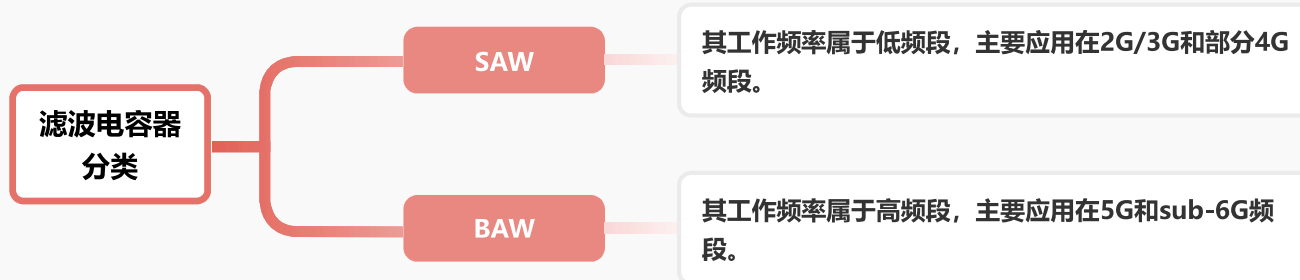 滤波电容器
分类
SAW
其工作频率属于低频段，主要应用在2G/3G和部分4G
频段。
BAW
其工作频率属于高频段，主要应用在5G和sub-6G频
段。